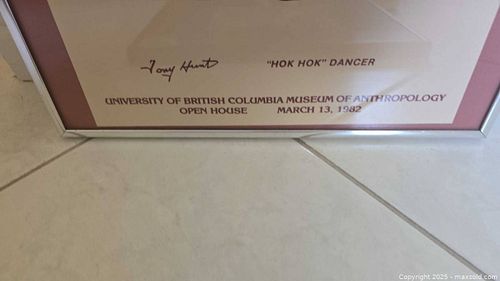 Tony Hunt "HOK HOK" DANCER
UNIVERSITY OF BRITISH COLUMBIA MUSEUM OF ANTHROPOLOGY
OPEN HOUSE MARCH 13, 1982
Copyright © 2025 - maxsold.com